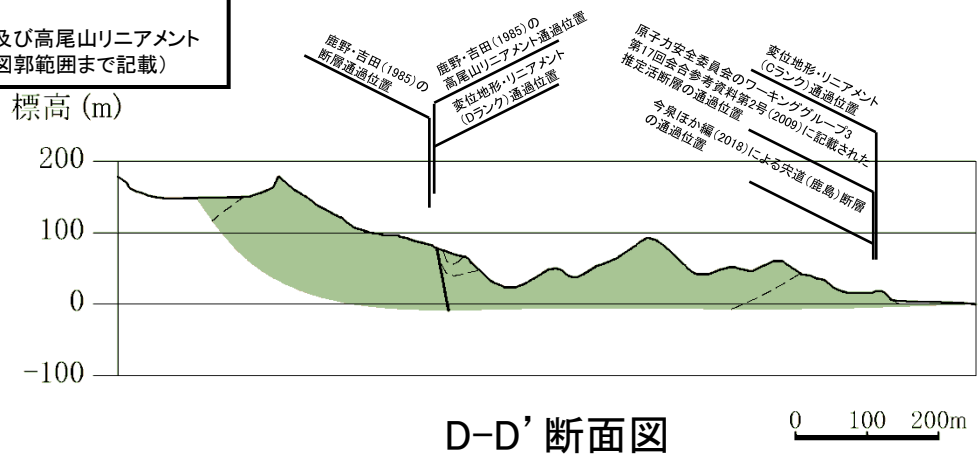 及び高尾山リニアメント
図郭範囲まで記載）
標高(m)
鹿野・吉田(1985)の
断層通過位置
鹿野・吉田(1985)の
高尾山リニアメント通過位置
変位地形・リニアメント
(Dランク)通過位置
原子力安全委員会のワーキンググループ3
第17回会合参考資料第2号(2009)に記載された
推定活断層の通過位置
変位地形・リニアメント
(Cランク)通過位置
今泉ほか編(2018)による宍道(鹿島)断層
の通過位置
200
100
0
-100
D-D’断面図
0 100 200m